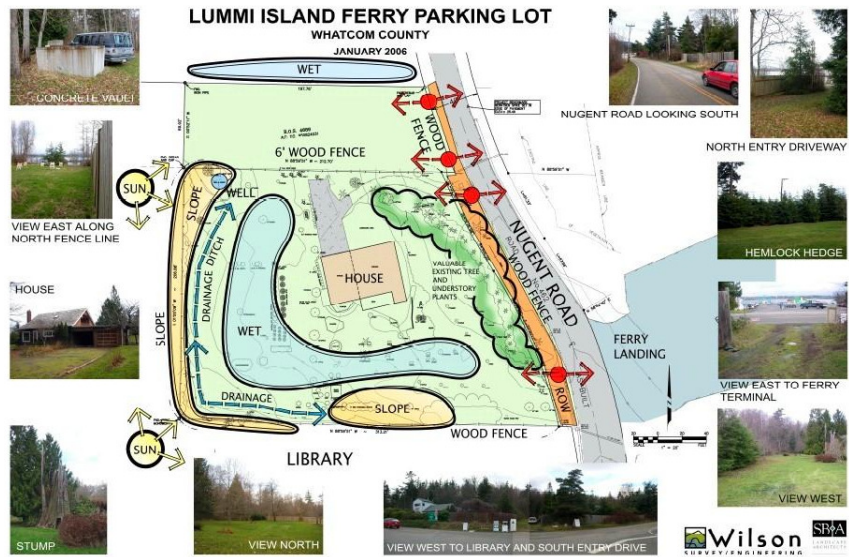 LUMMI ISLAND FERRY PARKING LOT
WHATCOM COUNTY
JANUARY 2006
WET
CONCRETE VAULT
NUGENT ROAD LOOKING SOUTH
NORTH ENTRY DRIVEWAY
WOOD
FENCE
6' WOOD FENCE
SUN
SLOPE
WELL
VIEW EAST ALONG
NORTH FENCE LINE
DRAINAGE DITCH
NUGENT ROAD
WOOD FENCE
HEMLOCK HEDGE
HOUSE
VALUABLE
EXISTING TREE
AND
UNDERSTORY
PLANTS
HOUSE
SLOPE
WET
FERRY
LANDING
VIEW EAST TO FERRY
TERMINAL
DRAINAGE
SLOPE
ROW
BUILT
WOOD FENCE
SUN
LIBRARY
STUMP
VIEW NORTH
VIEW WEST TO LIBRARY AND SOUTH ENTRY DRIVE
VIEW WEST
Wilson
SURVEY/ENGINEERING
SB&A
LANDSCAPE
ARCHITECTS